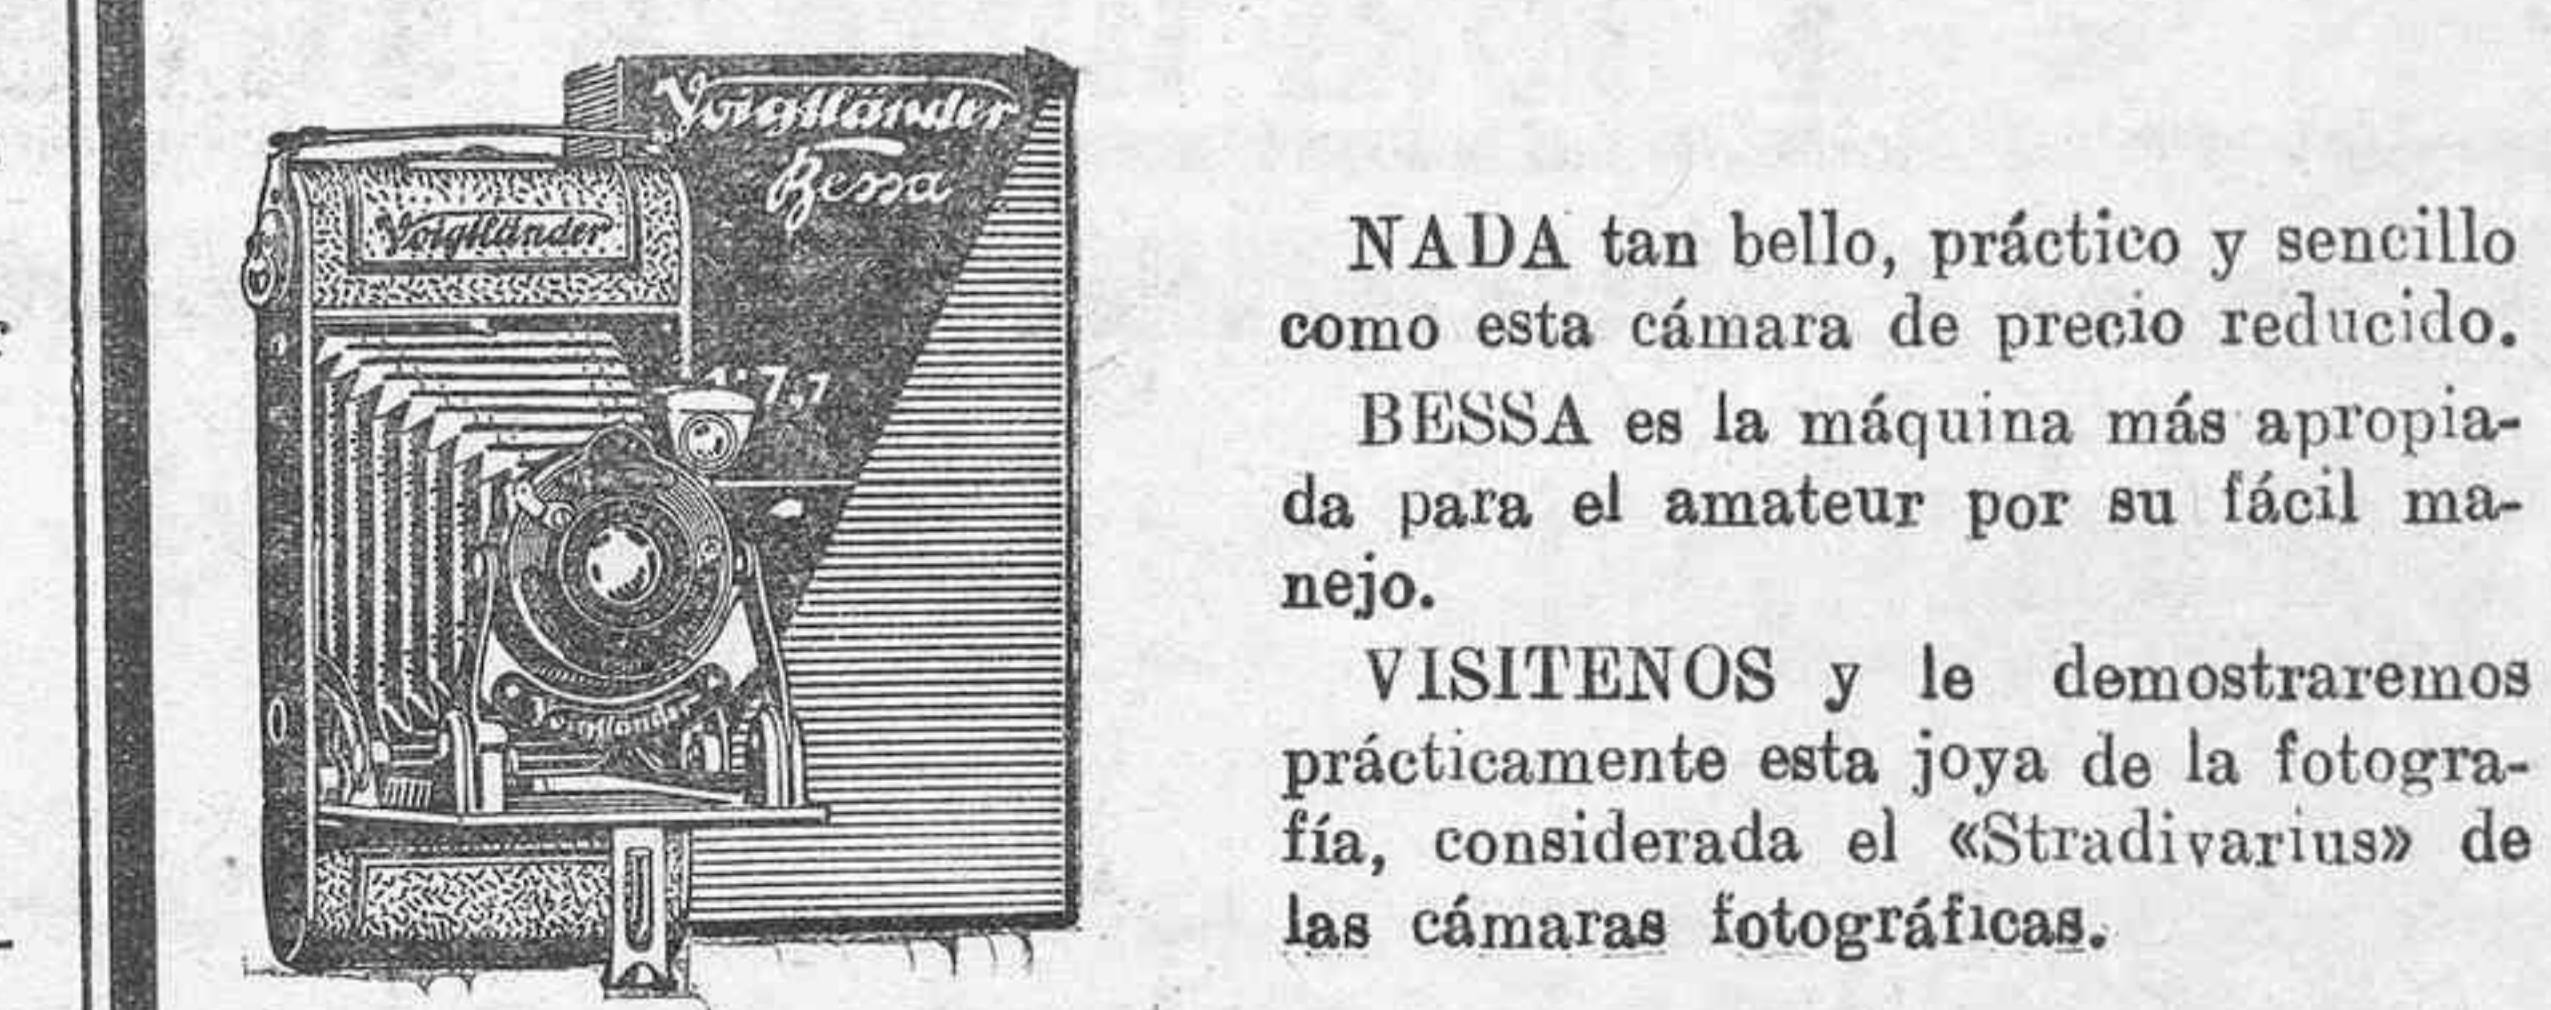 Voigtländer
Bessa
Voigtländer
7,7
Voigtländer
NADA tan bello, práctico y sencillo
como esta cámara de precio reducido.
BESSA es la máquina más apropia-
da para el amateur por su fácil ma-
nejo.
VISITENOS y le demostraremos
prácticamente esta joya de la fotogra-
fía, considerada el «Stradivarius» de
las cámaras fotográficas.